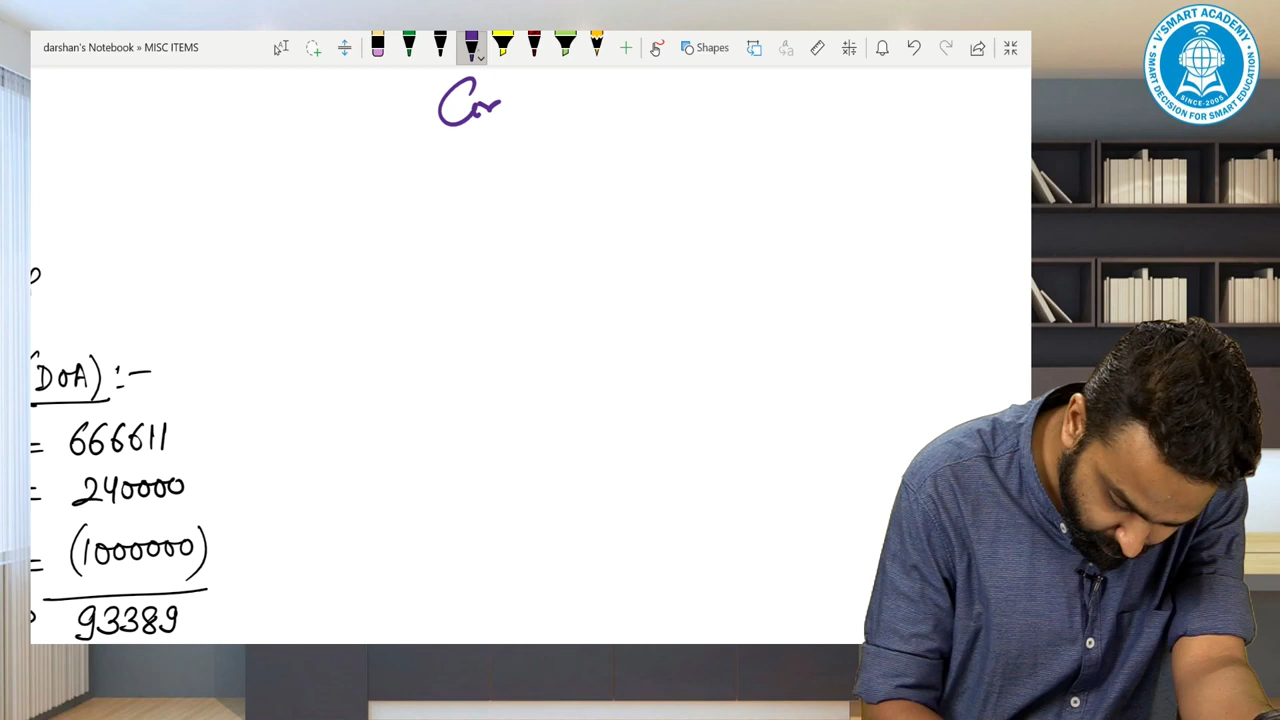 darshan's Notebook » MISC ITEMS
Shapes
V'SMART ACADEMY
SINCE-2005
SMART DECISION FOR SMART EDUCATION
(DOA) :-
= 666611
= 240000
= (1000000)
93389